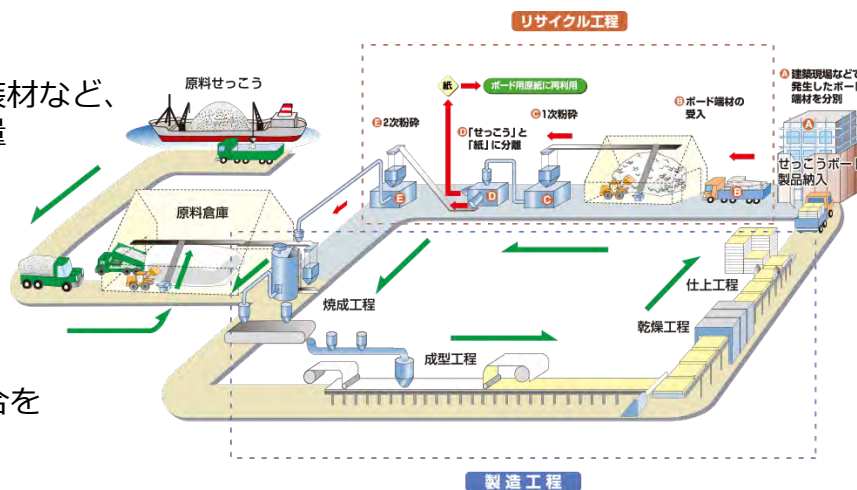 リサイクル工程
装材など、
量
原料せっこう
紙
ボード用原紙に再利用
E2次粉砕
D「せっこう」と
「紙」に分離
C1次粉砕
Bボード端材の
受入
A建築現場などで
発生したボード
端材を分別
A
せっこうボード
製品納入
B
C
D
E
原料倉庫
焼成工程
成型工程
乾燥工程
仕上工程
合を
製造工程